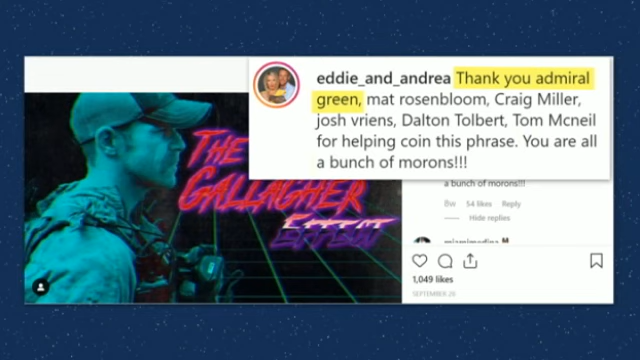 eddie_and_andrea Thank you admiral
green, mat rosenbloom, Craig Miller,
josh vriens, Dalton Tolbert, Tom Mcneil
for helping coin this phrase. You are all
a bunch of morons!!!
THE
GALLAGHER
EFFECT
a bunch of morons!!!
8w 54 likes Reply
Hide replies
1,049 likes
SEPTEMBER 26